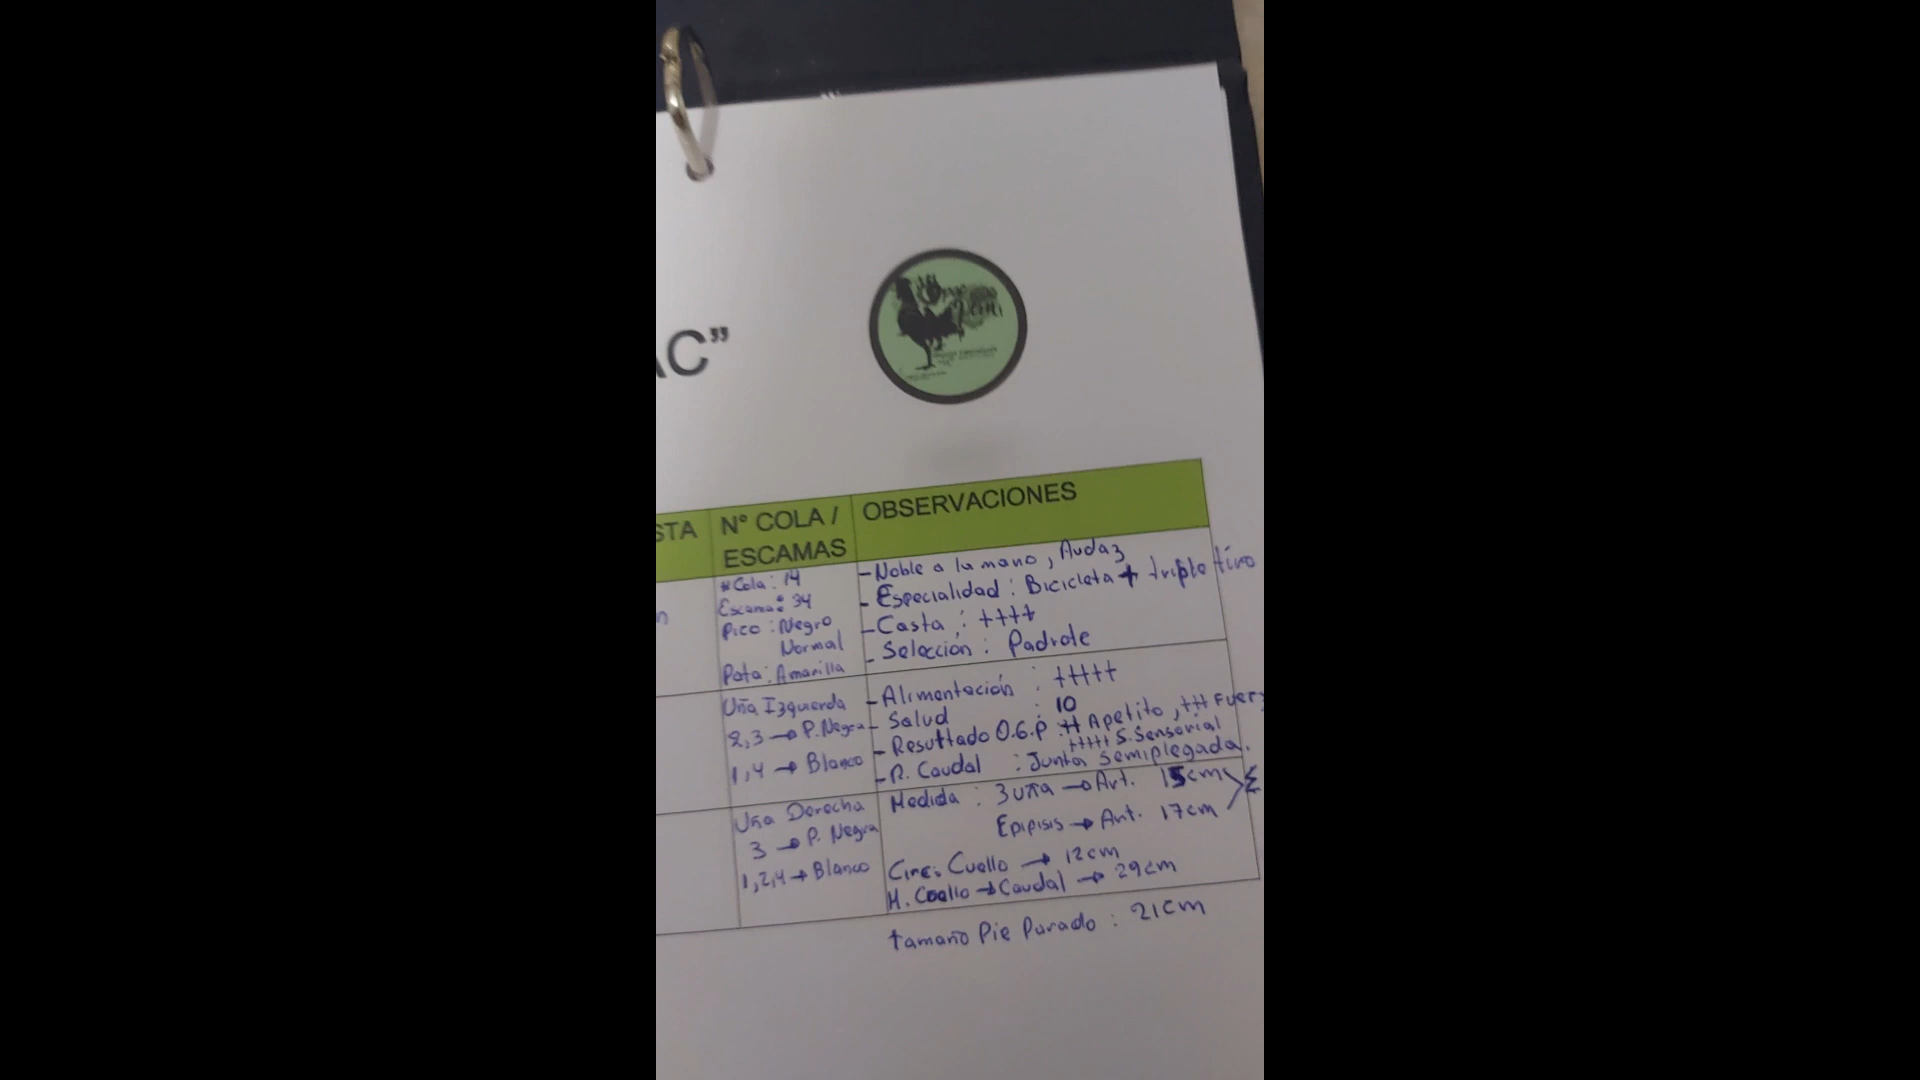 AC”
STA
N° COLA /
ESCAMAS
OBSERVACIONES
#Cola: 14
Escama: 34
Pico: Negro
Normal
Pata: Amarilla
- Noble a la mano, Audaz
- Especialidad: Bicicleta + triple tiro
- Casta: ++++
- Selección: Padrote
Uña Izquierda
2,3 → P. Negra
1,4 → Blanco
- Alimentación: +++++
- Salud: 10
- Resultado O.G.P: ++ Apetito, +++ Fuerz
+++++ S. Sensorial
- R. Caudal: Junta Semiplegada.
Uña Derecha
3 → P. Negra
1,2,4 → Blanco
Medida: 3 uña → Art. 15cm
Epipisis → Ant. 17cm
Circ: Cuello → 12cm
M. Cuello → Caudal → 29cm
tamaño Pie Parado: 21cm